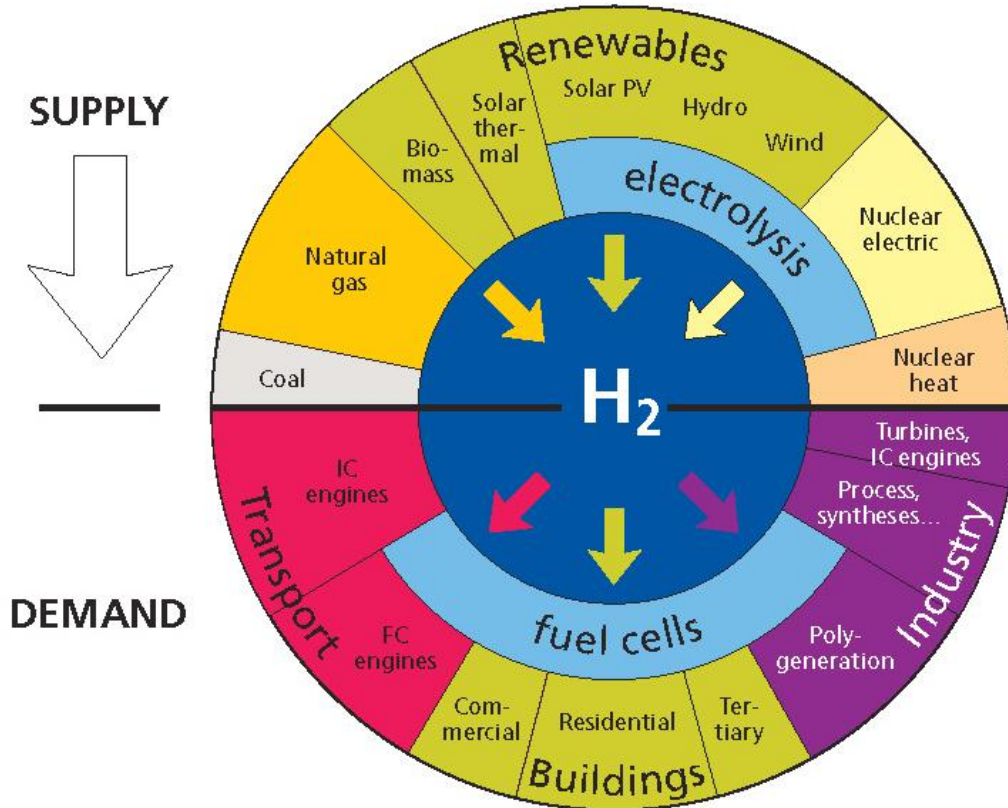 SUPPLY
Renewables
Solar PV
Hydro
Wind
Solar
ther-
mal
Bio-
mass
electrolysis
Nuclear
electric
Natural
gas
Nuclear
heat
Coal
H₂
DEMAND
Transport
IC
engines
FC
engines
fuel cells
Com-
mercial
Residential
Ter-
tiary
Buildings
Turbines,
IC engines
Process,
syntheses...
Poly-
generation
Industry